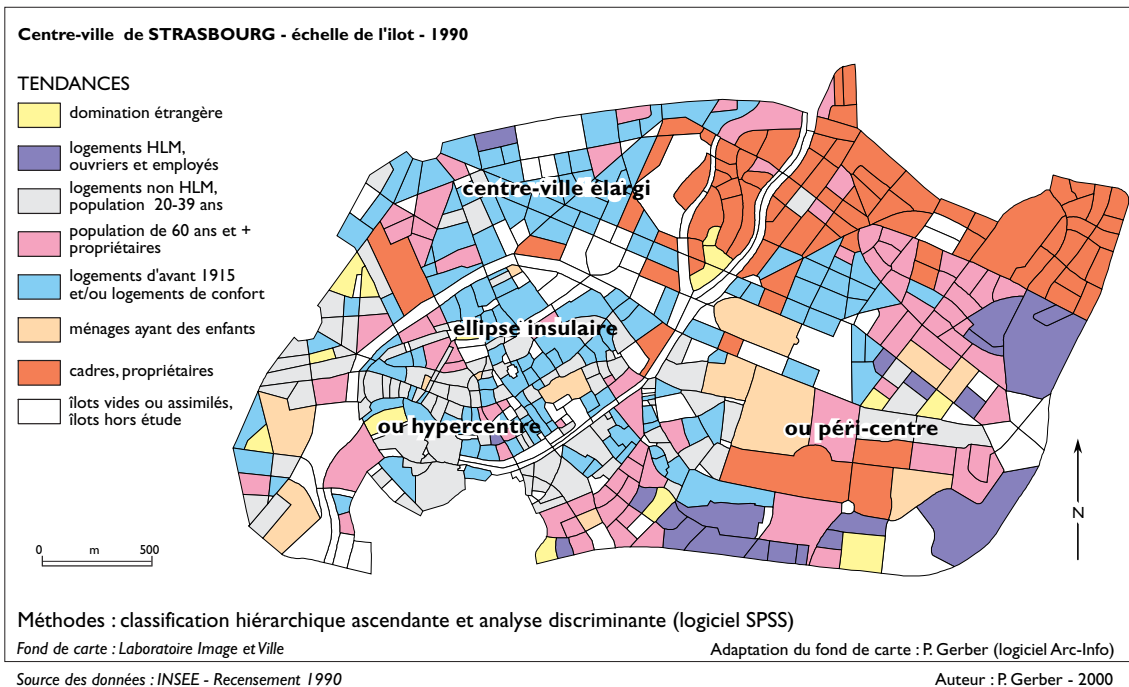 Centre-ville de STRASBOURG - échelle de l'ilot - 1990
TENDANCES
domination étrangère
logements HLM,
ouvriers et employés
logements non HLM,
population 20-39 ans
population de 60 ans et +
propriétaires
logements d'avant 1915
et/ou logements de confort
ménages ayant des enfants
cadres, propriétaires
îlots vides ou assimilés,
îlots hors étude
centre-ville élargi
ellipse insulaire
ou hypercentre
ou péri-centre
N
0 m 500
Méthodes : classification hiérarchique ascendante et analyse discriminante (logiciel SPSS)
Fond de carte : Laboratoire Image et Ville
Adaptation du fond de carte : P. Gerber (logiciel Arc-Info)
Source des données : INSEE - Recensement 1990
Auteur : P. Gerber - 2000